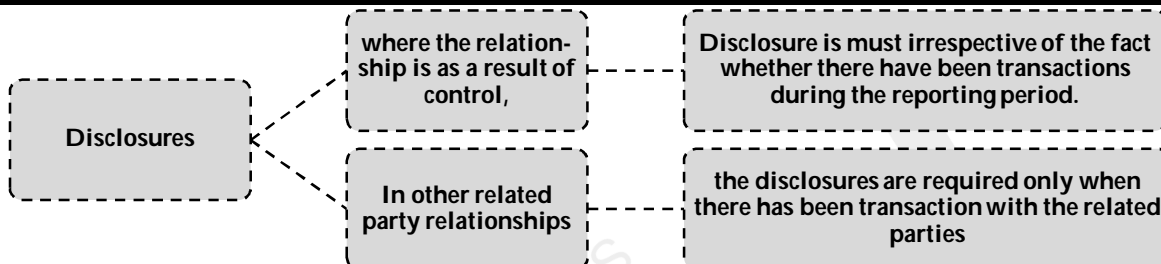 Disclosures
where the relation-
ship is as a result of
control,
Disclosure is must irrespective of the fact
whether there have been transactions
during the reporting period.
In other related
party relationships
the disclosures are required only when
there has been transaction with the related
parties